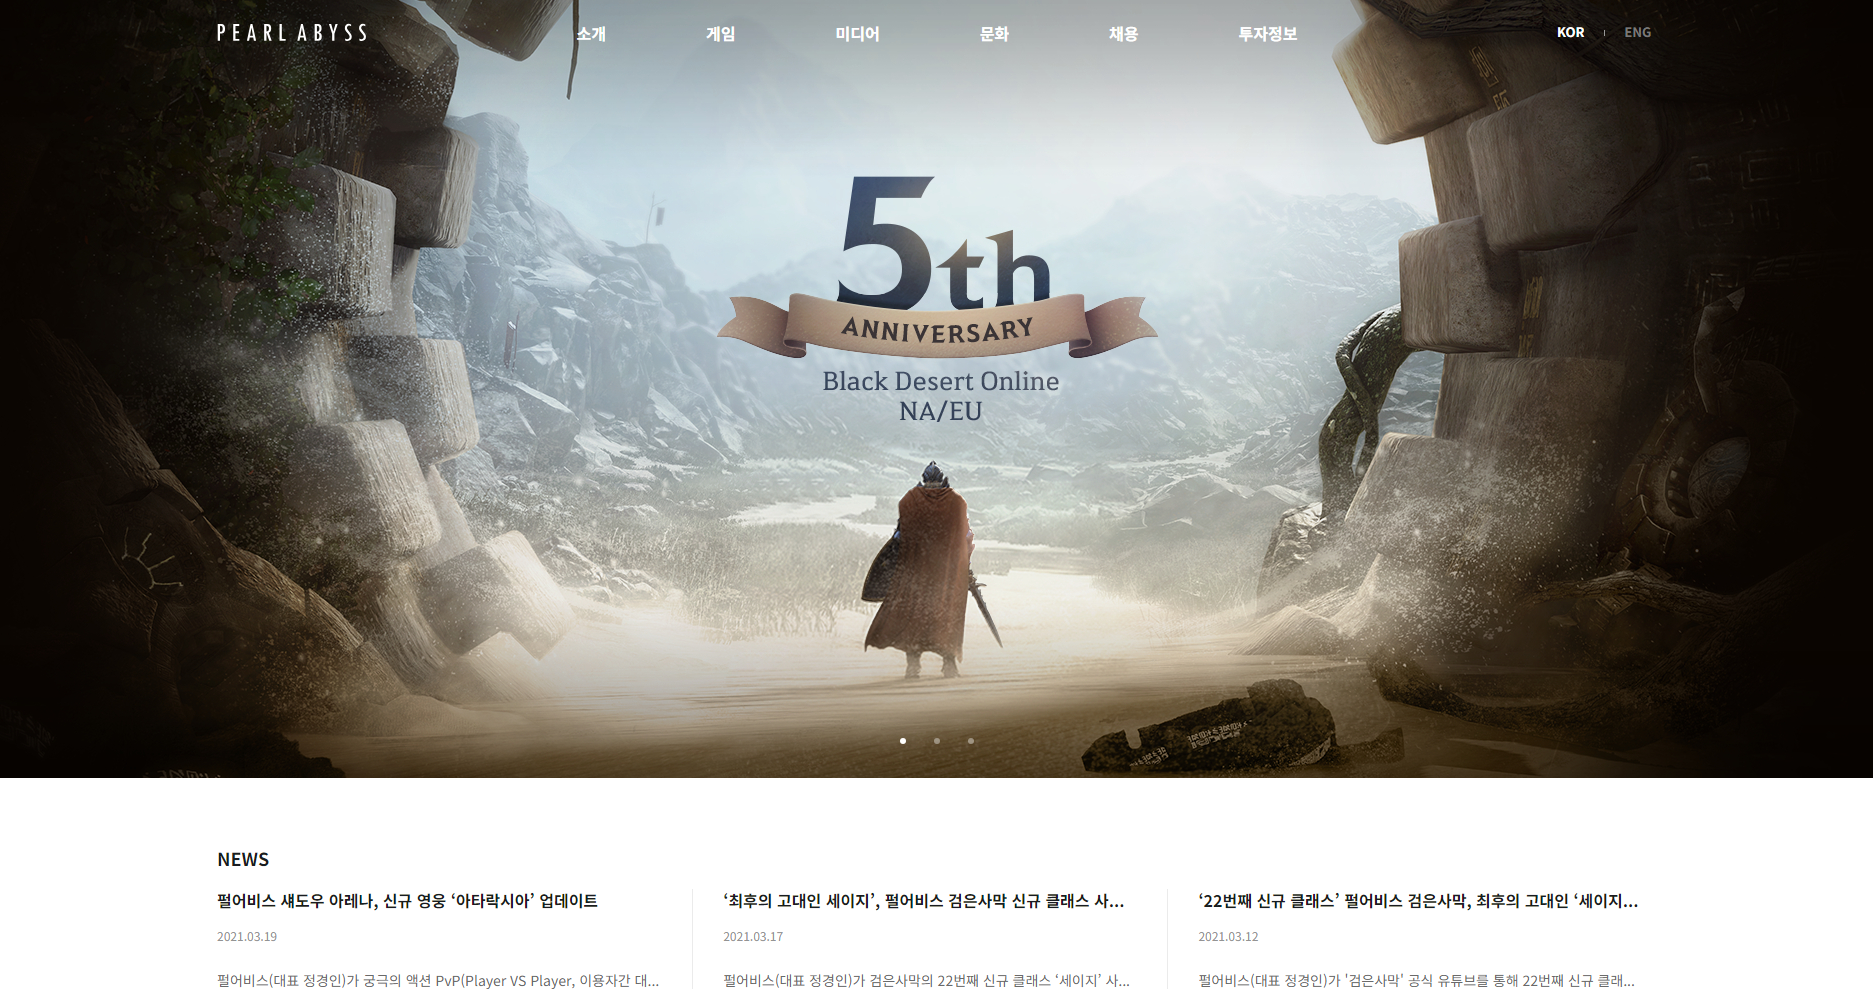 PEARL ABYSS
소개 게임 미디어 문화 채용 투자정보
KOR ENG
5th
ANNIVERSARY
Black Desert Online
NA/EU
NEWS
펄어비스 섀도우 아레나, 신규 영웅 ‘아타락시아’ 업데이트
2021.03.19
펄어비스(대표 정경인)가 궁극의 액션 PvP(Player VS Player, 이용자간 대...
‘최후의 고대인 세이지’, 펄어비스 검은사막 신규 클래스 사...
2021.03.17
펄어비스(대표 정경인)가 검은사막의 22번째 신규 클래스 ‘세이지’ 사...
‘22번째 신규 클래스’ 펄어비스 검은사막, 최후의 고대인 ‘세이지...
2021.03.12
펄어비스(대표 정경인)가 '검은사막' 공식 유튜브를 통해 22번째 신규 클래...